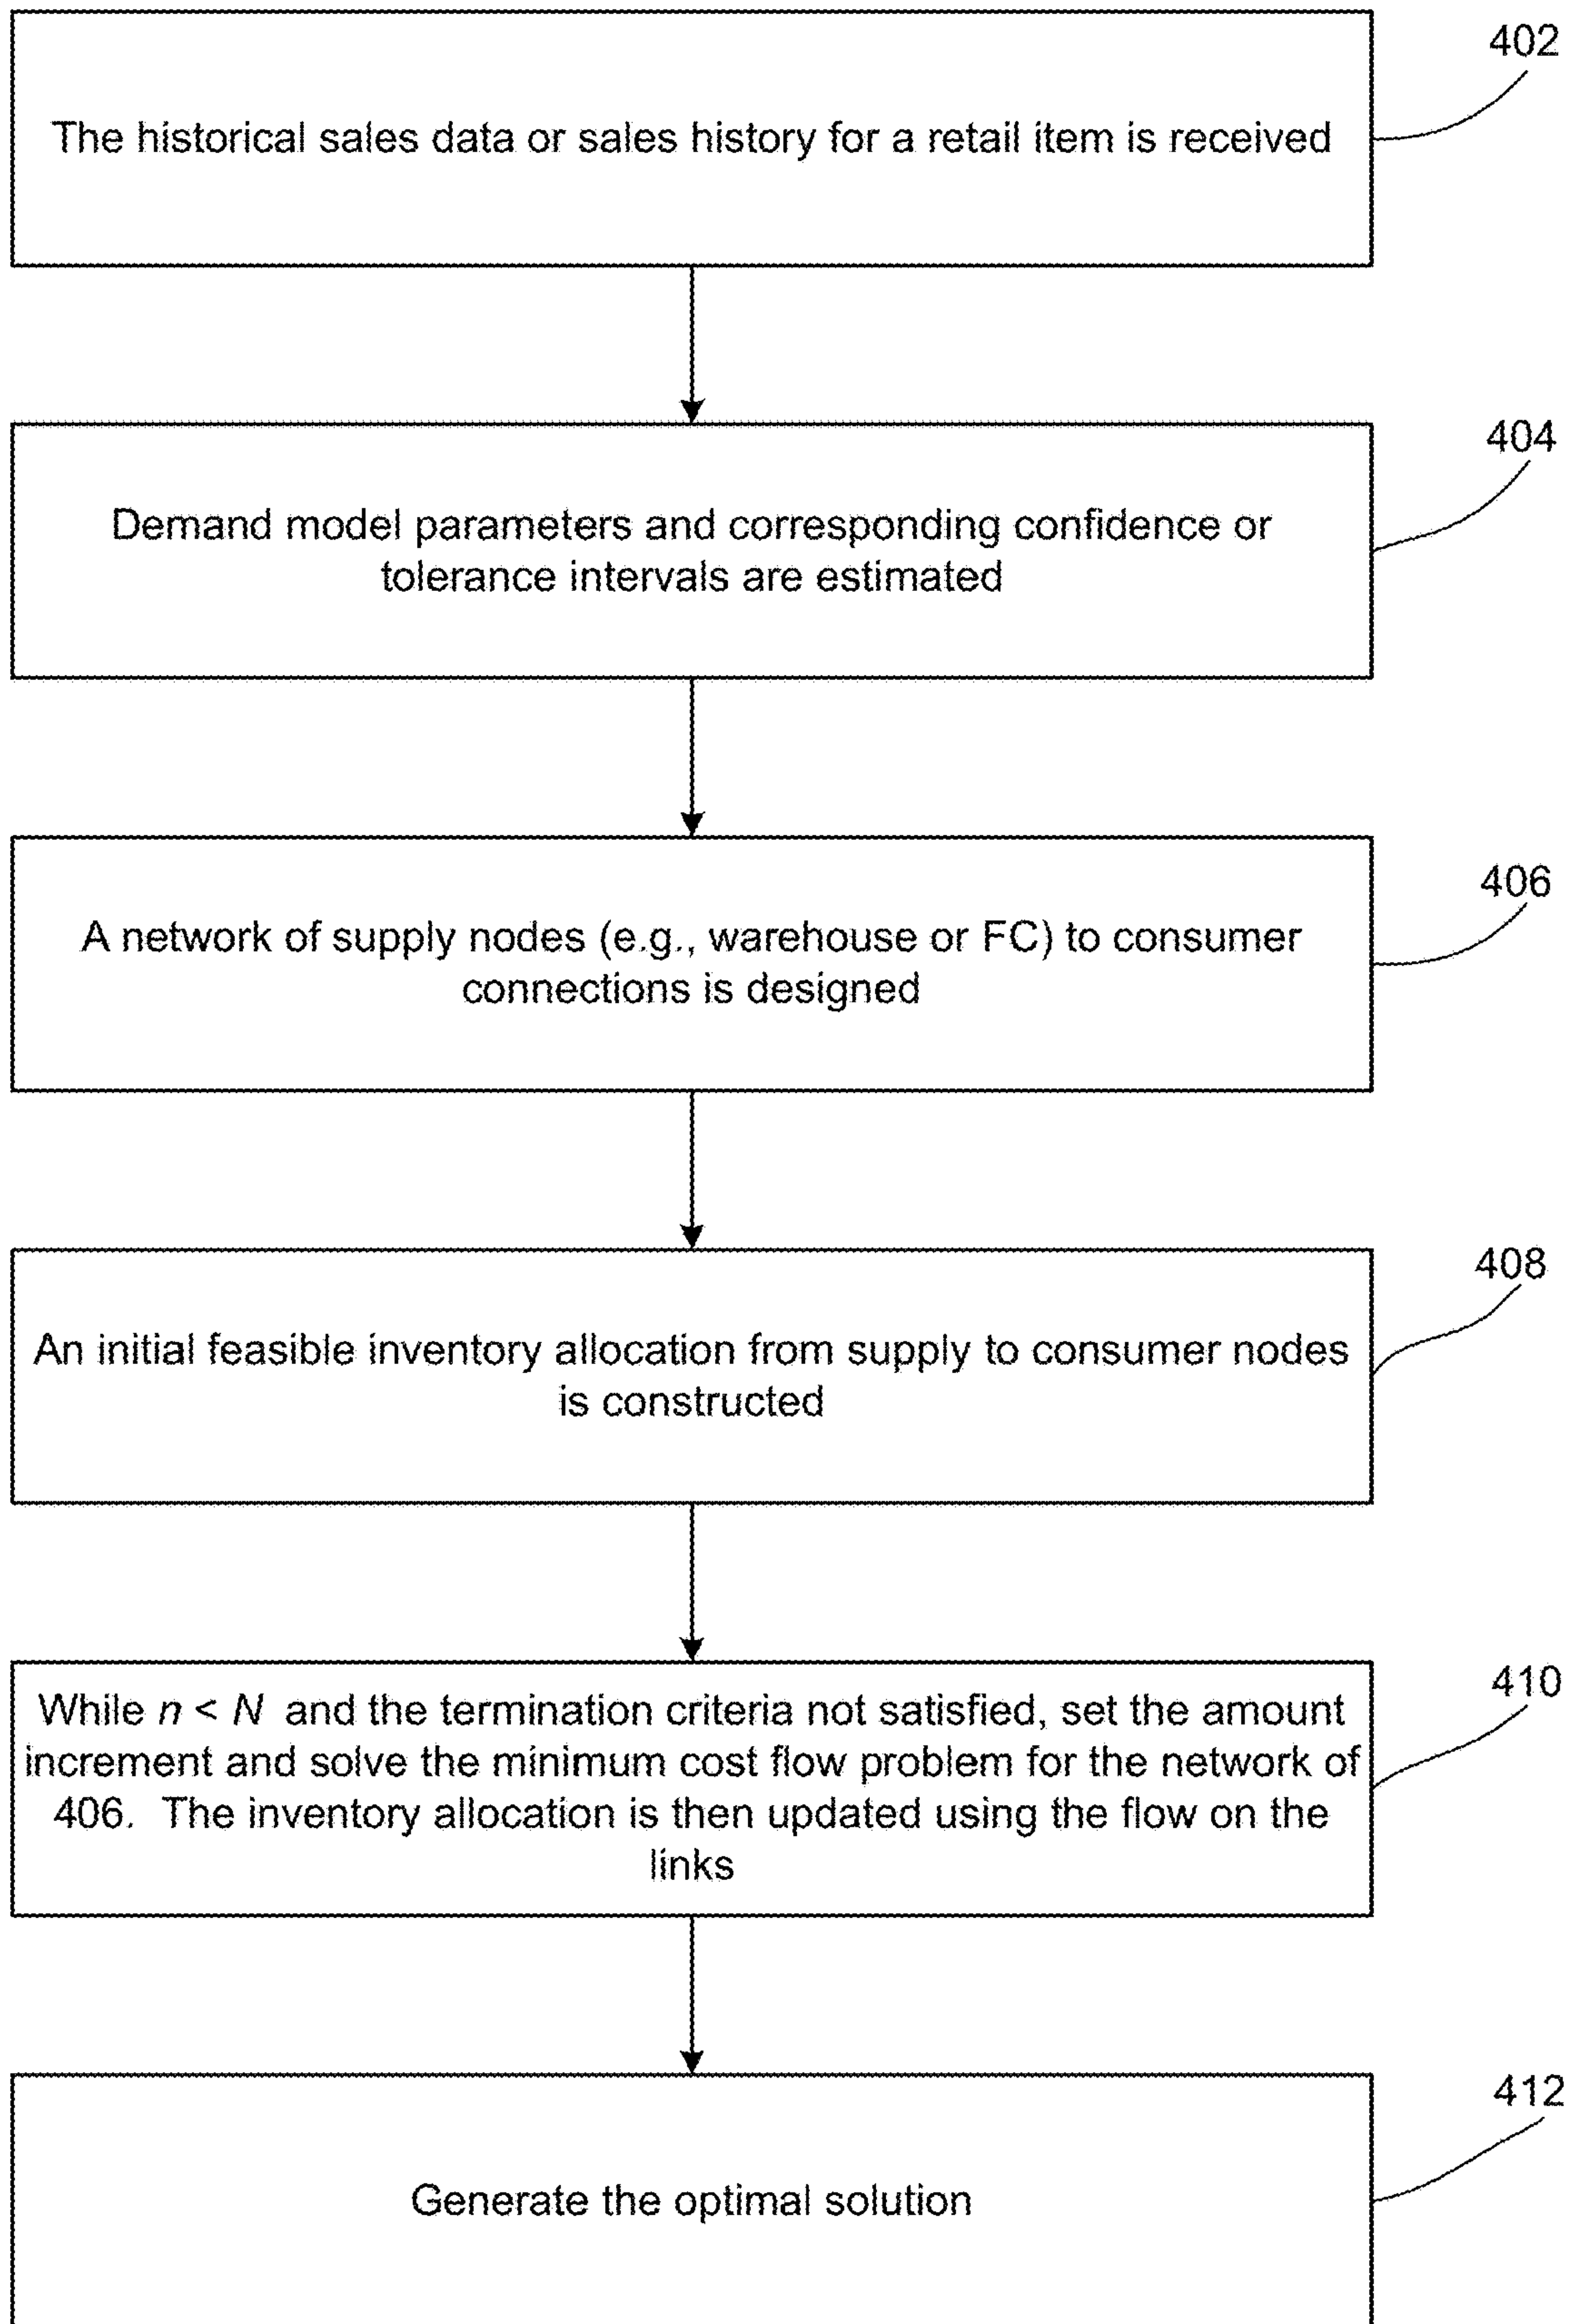 402
The historical sales data or sales history for a retail item is received
404
Demand model parameters and corresponding confidence or
tolerance intervals are estimated
406
A network of supply nodes (e.g., warehouse or FC) to consumer
connections is designed
408
An initial feasible inventory allocation from supply to consumer nodes
is constructed
410
While n < N and the termination criteria not satisfied, set the amount
increment and solve the minimum cost flow problem for the network of
406. The inventory allocation is then updated using the flow on the
links
412
Generate the optimal solution